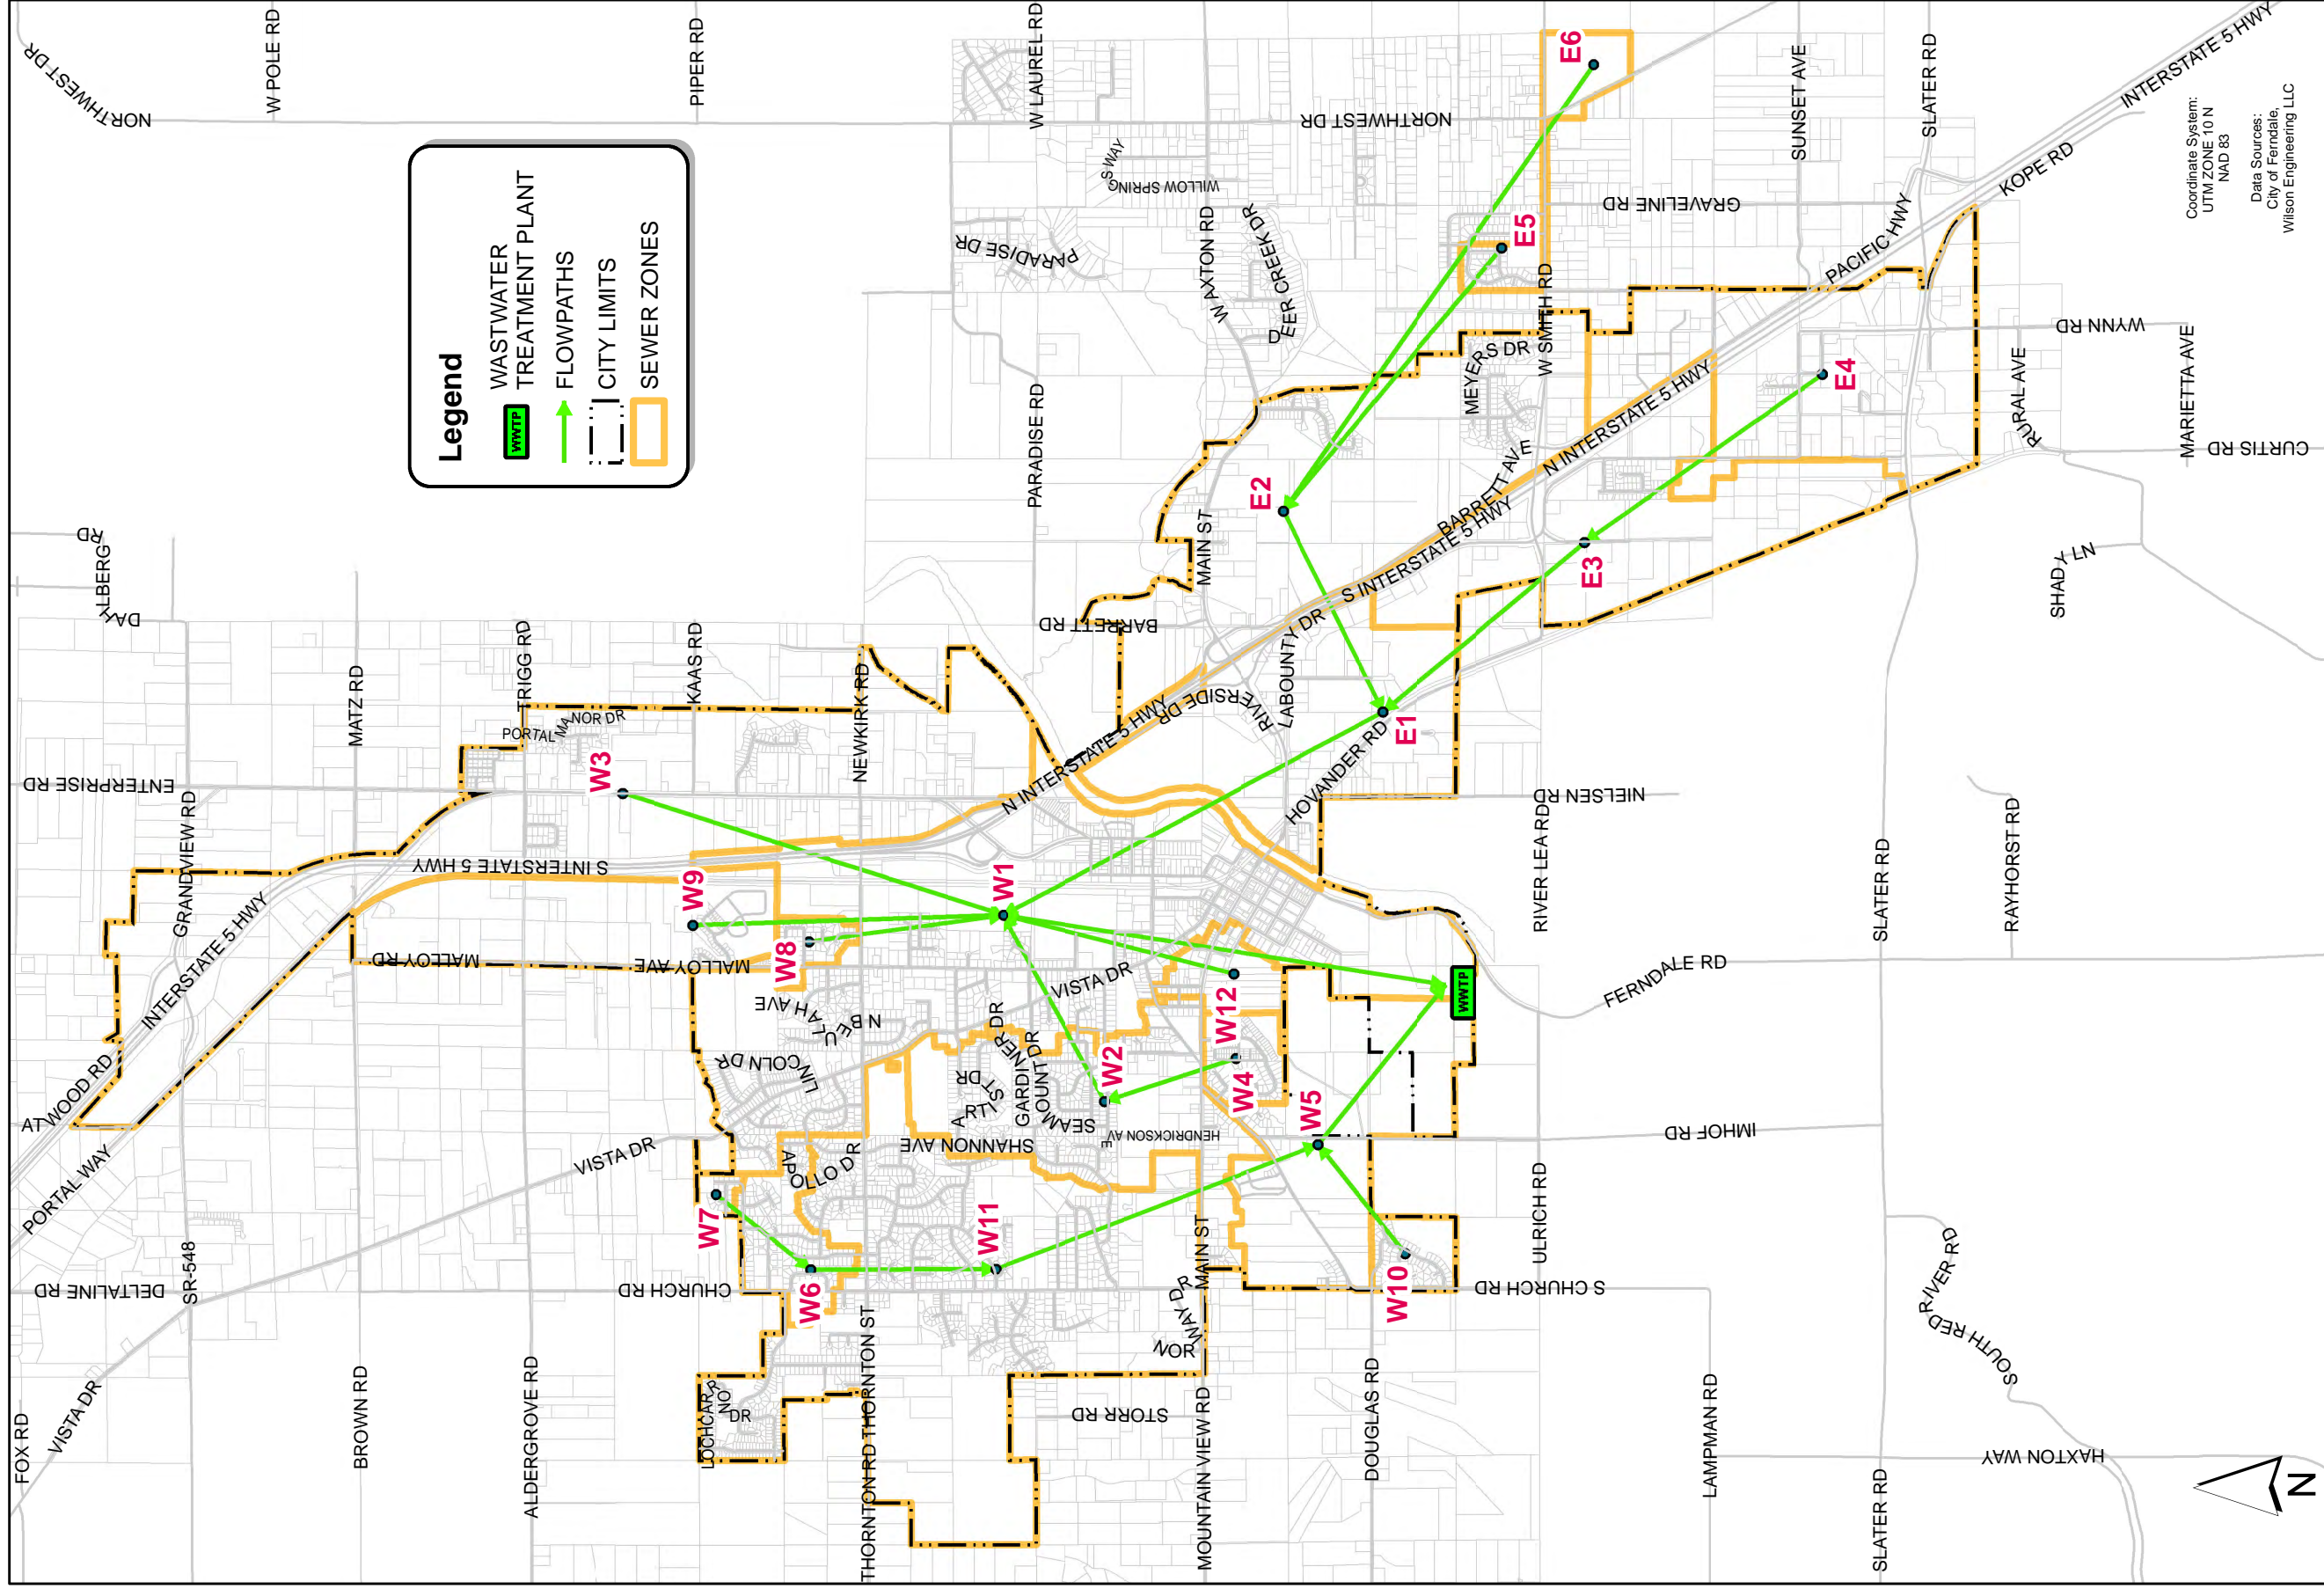 Legend
WASTWATER
TREATMENT PLANT
WWTP
FLOWPATHS
CITY LIMITS
SEWER ZONES
Coordinate System:
UTM ZONE 10 N
NAD 83
Data Sources:
City of Ferndale,
Wilson Engineering LLC
N
NORTHWEST DR
W POLE RD
PIPER RD
W LAUREL RD
NORTHWEST DR
SUNSET AVE
SLATER RD
INTERSTATE 5 HWY
KOPE RD
PACIFIC HWY
GRAVELINE RD
WILLOW SPRINGS WAY
PARADISE DR
W AXTON RD
DEER CREEK DR
W SMITH RD
MEYERS DR
WYNN RD
MARIETTA AVE
CURTIS RD
RURAL AVE
SHADY LN
PARADISE RD
MAIN ST
BARRETT AVE
BARRETT RD
N INTERSTATE 5 HWY
S INTERSTATE 5 HWY
LABOUNTY DR
RIVERSIDE DR
N INTERSTATE 5 HWY
HOVANDER RD
NIELSEN RD
RIVER LEA RD
DAHLBERG RD
MATZ RD
TRIGG RD
KAAS RD
NEWKIRK RD
PORTAL MANOR DR
ENTERPRISE RD
GRANDVIEW RD
S INTERSTATE 5 HWY
INTERSTATE 5 HWY
MALLOY RD
MALLOY AVE
N BEULAH AVE
LINCOLN DR
VISTA DR
GARDINER DR
SEAMOUNT DR
ARTIST DR
SHANNON AVE
HENDRICKSON AVE
APOLLO DR
VISTA DR
ATWOOD RD
PORTAL WAY
DELTALINE RD
SR-548
CHURCH RD
FOX RD
VISTA DR
BROWN RD
ALDERGROVE RD
LOCHCARRON DR
THORNTON RD
THORNTON ST
STORR RD
NORWAY DR
MAIN ST
MOUNTAIN VIEW RD
DOUGLAS RD
S CHURCH RD
ULRICH RD
IMHOF RD
FERNDALE RD
SLATER RD
RAYHORST RD
LAMPMAN RD
SLATER RD
SOUTH RED RIVER RD
HAXTON WAY
E1
E2
E3
E4
E5
E6
W1
W2
W3
W4
W5
W6
W7
W8
W9
W10
W11
W12
WWTP